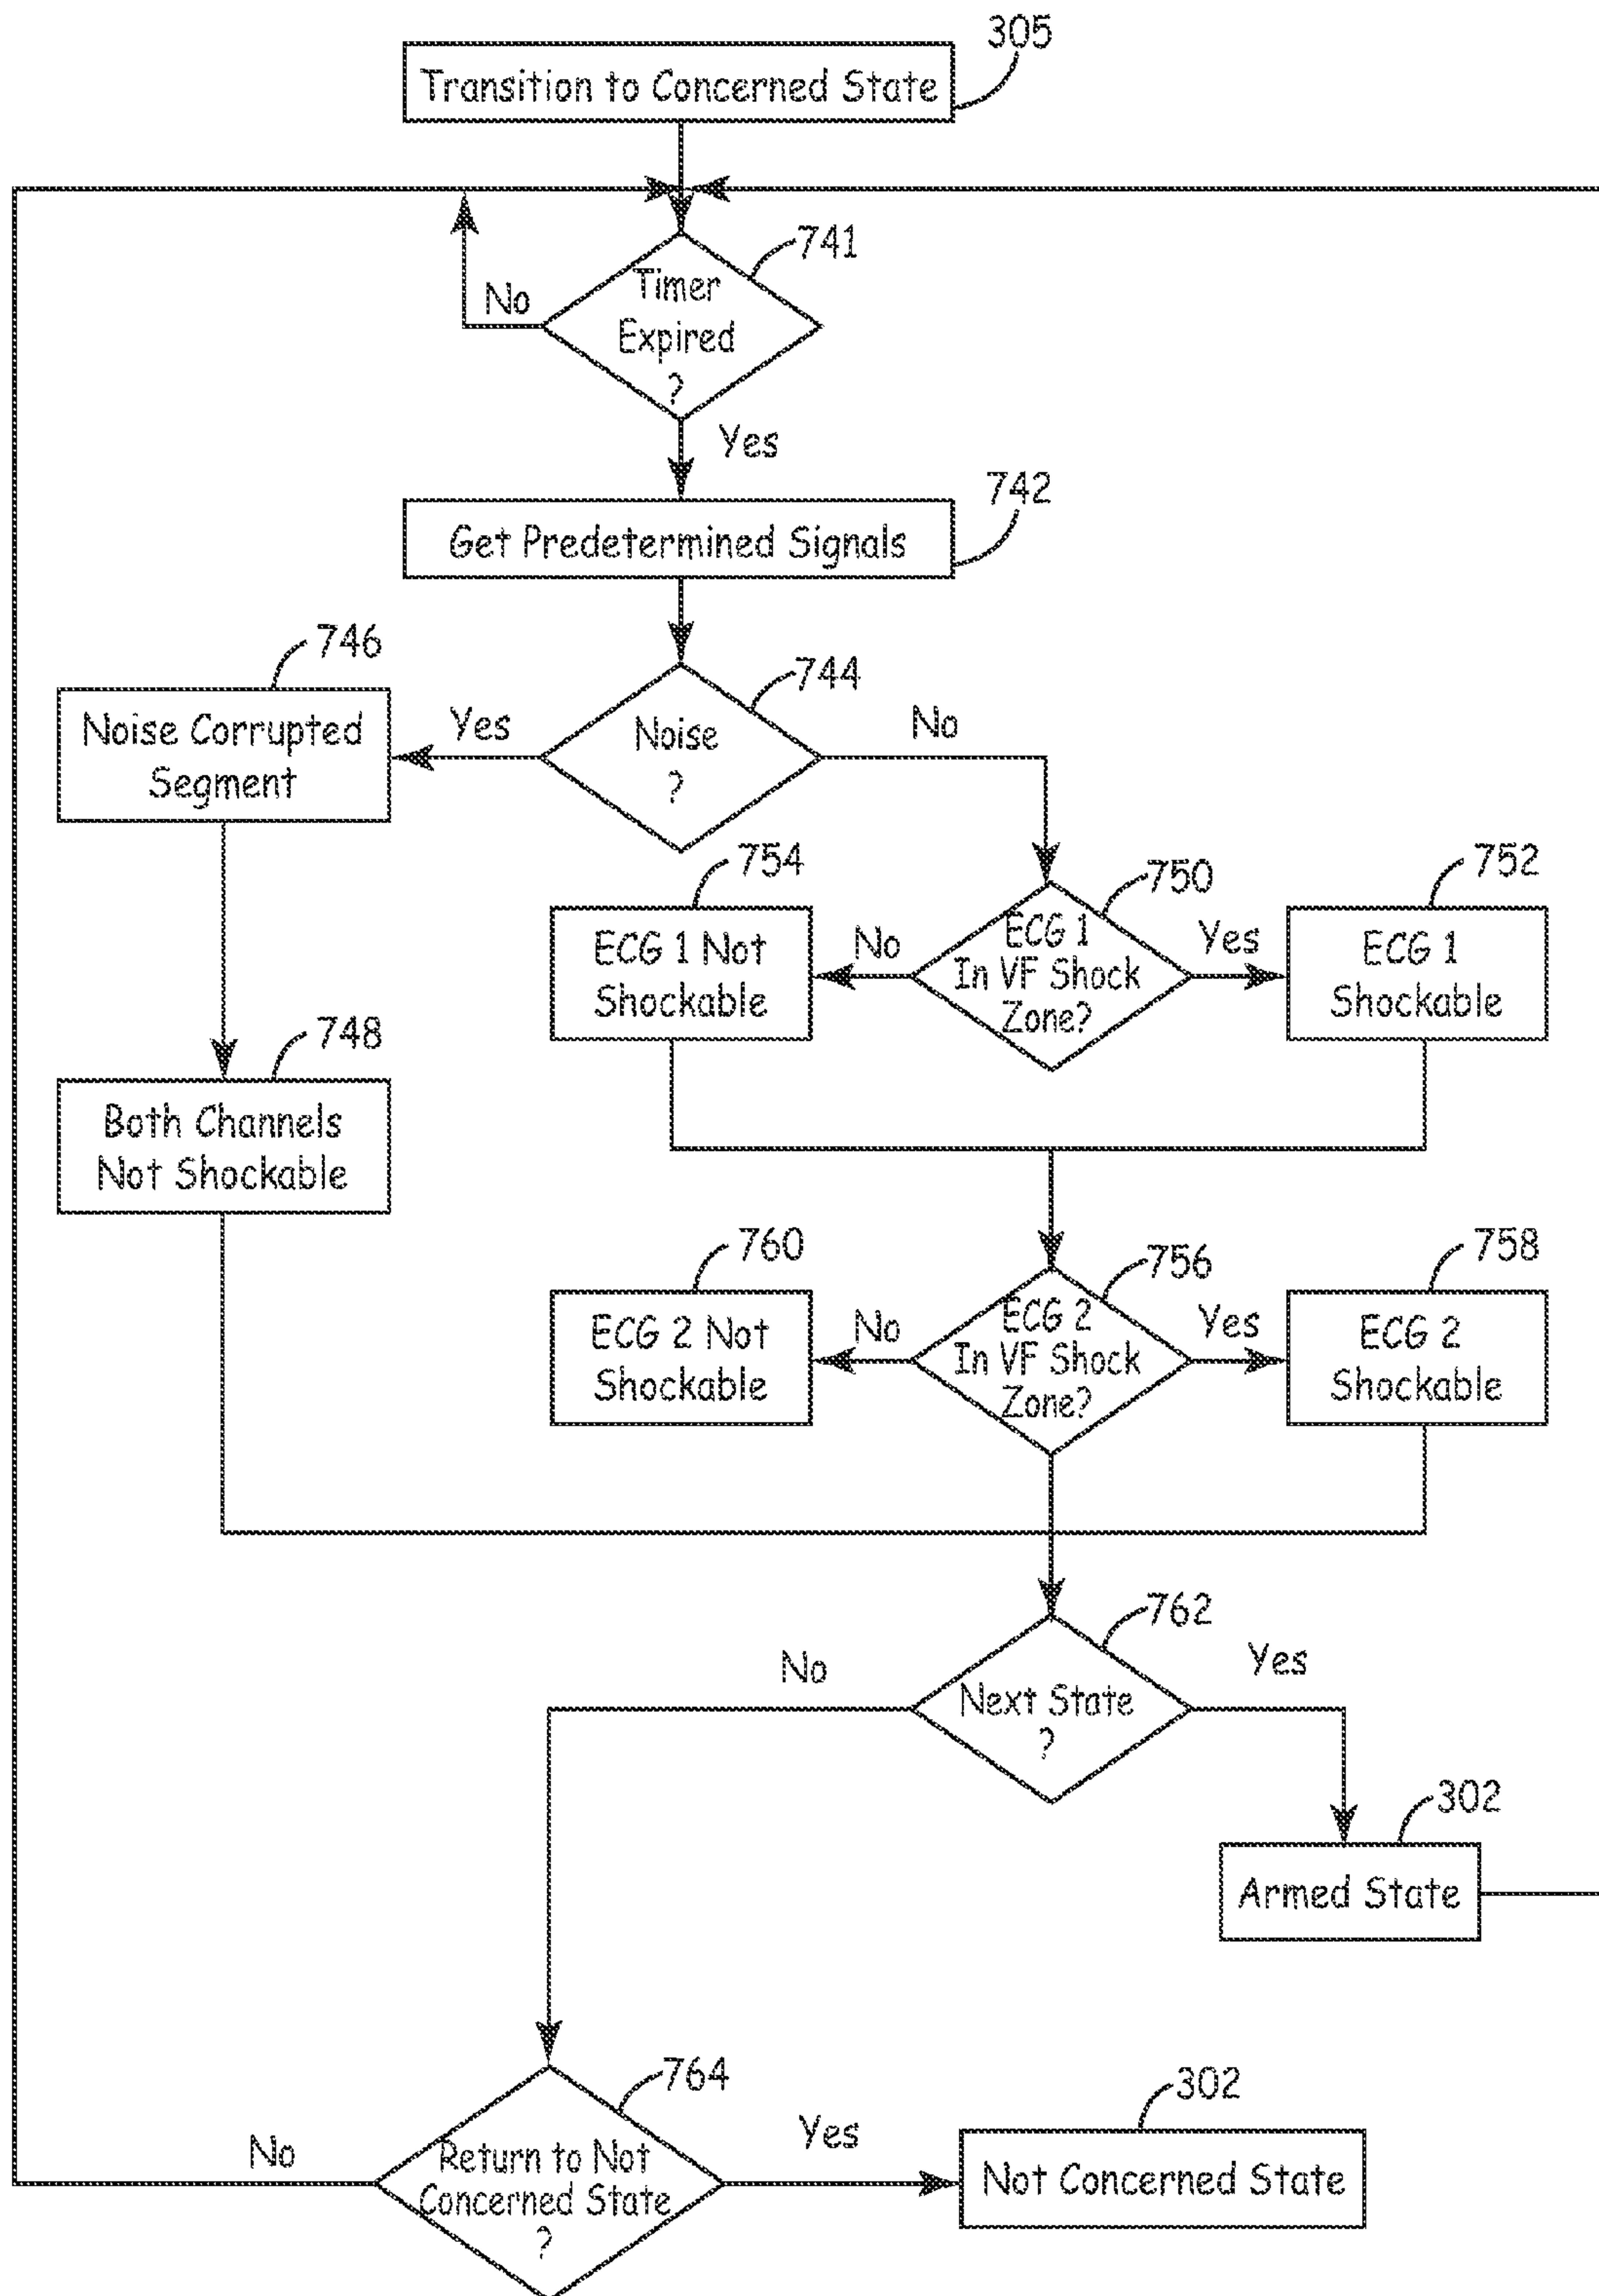 305
Transition to Concerned State
741
Timer
Expired
?
No
Yes
742
Get Predetermined Signals
746
744
Noise Corrupted
Segment
Yes
Noise
?
No
754
750
752
ECG 1 Not
Shockable
No
ECG 1
In VF Shock
Zone?
Yes
ECG 1
Shockable
748
Both Channels
Not Shockable
760
756
758
ECG 2 Not
Shockable
No
ECG 2
In VF Shock
Zone?
Yes
ECG 2
Shockable
762
No
Next State
?
Yes
302
Armed State
764
302
No
Return to Not
Concerned State
?
Yes
Not Concerned State